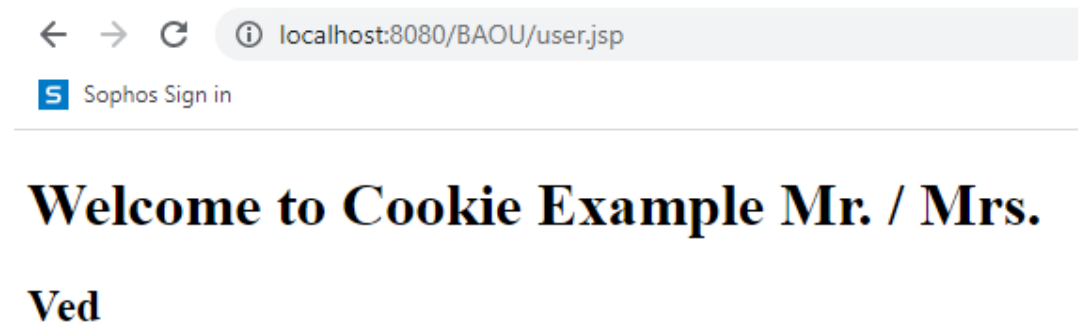 localhost:8080/BAOU/user.jsp
S Sophos Sign in
Welcome to Cookie Example Mr. / Mrs.
Ved